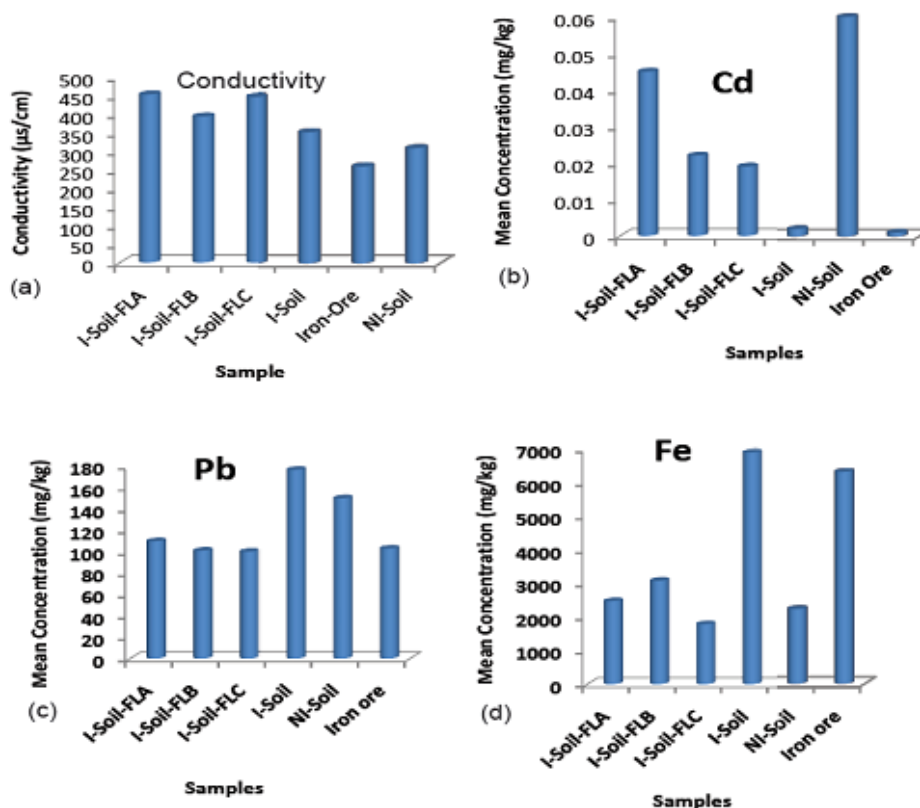 Conductivity
Conductivity (µs/cm)
500
450
400
350
300
250
200
150
100
50
0
I-Soil-FLA
I-Soil-FLB
I-Soil-FLC
I-Soil
Iron-Ore
NI-Soil
Sample
(a)
Cd
Mean Concentration (mg/kg)
0.06
0.05
0.04
0.03
0.02
0.01
0
I-Soil-FLA
I-Soil-FLB
I-Soil-FLC
I-Soil
NI-Soil
Iron Ore
Samples
(b)
Pb
Mean Concentration (mg/kg)
180
160
140
120
100
80
60
40
20
0
I-Soil-FLA
I-Soil-FLB
I-Soil-FLC
I-Soil
NI-Soil
Iron ore
Samples
(c)
Fe
Mean Concentration (mg/kg)
7000
6000
5000
4000
3000
2000
1000
0
I-Soil-FLA
I-Soil-FLB
I-Soil-FLC
I-Soil
NI-Soil
Iron ore
Samples
(d)